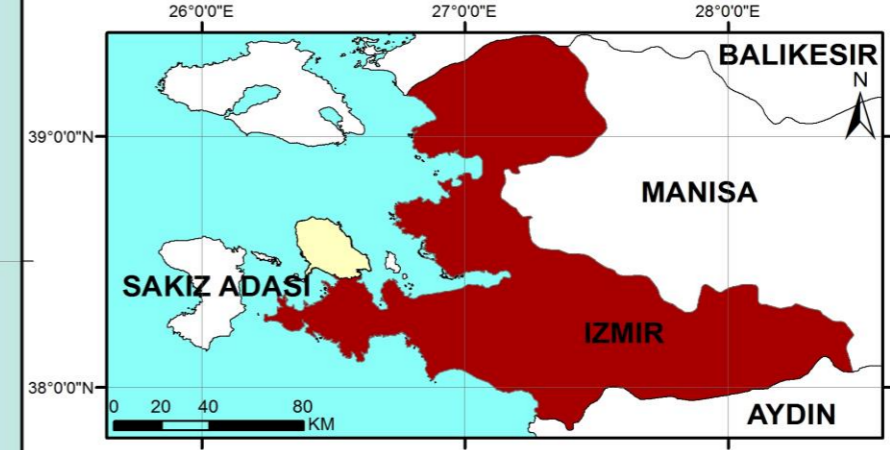 26°0'0"E 27°0'0"E 28°0'0"E
BALIKESIR
N
39°0'0"N
MANISA
SAKIZ ADASI
IZMIR
38°0'0"N
0 20 40 80
KM
AYDIN